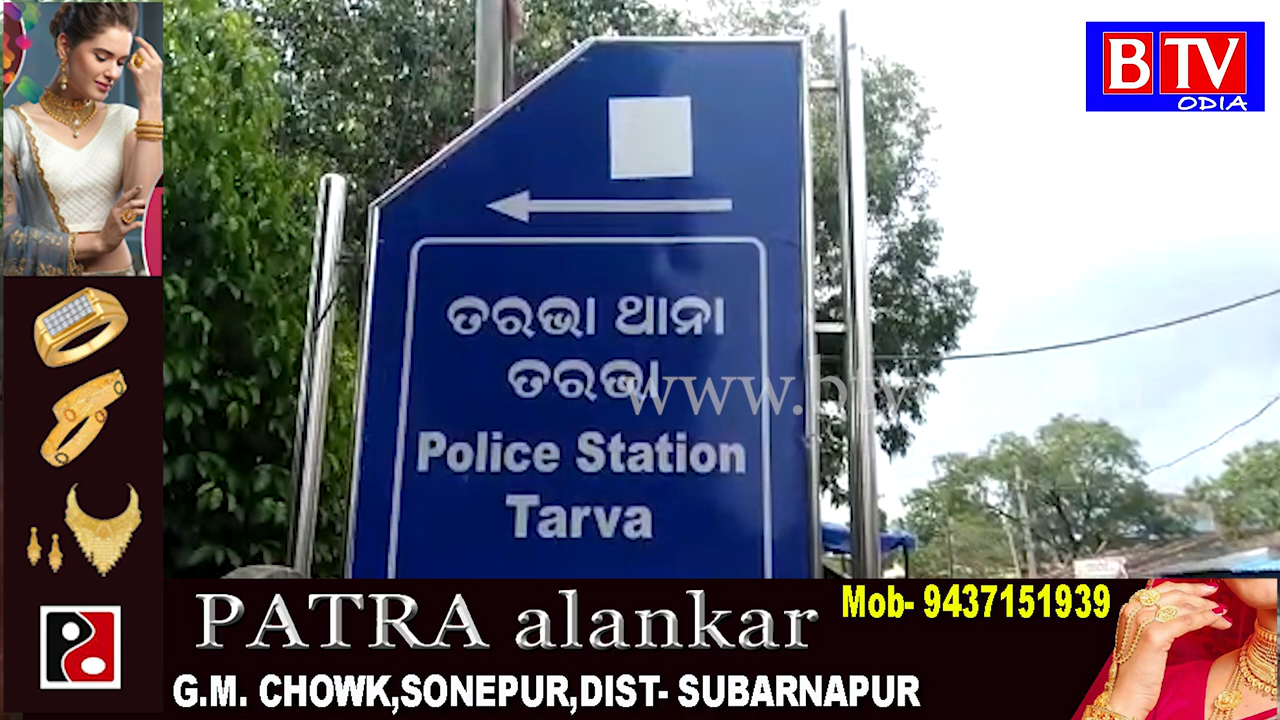 BTV
ODIA
ତରଭା ଥାନା
ତରଭା
www.btv
Police Station
Tarva
PATRA alankar
Mob- 9437151939
G.M. CHOWK,SONEPUR,DIST- SUBARNAPUR